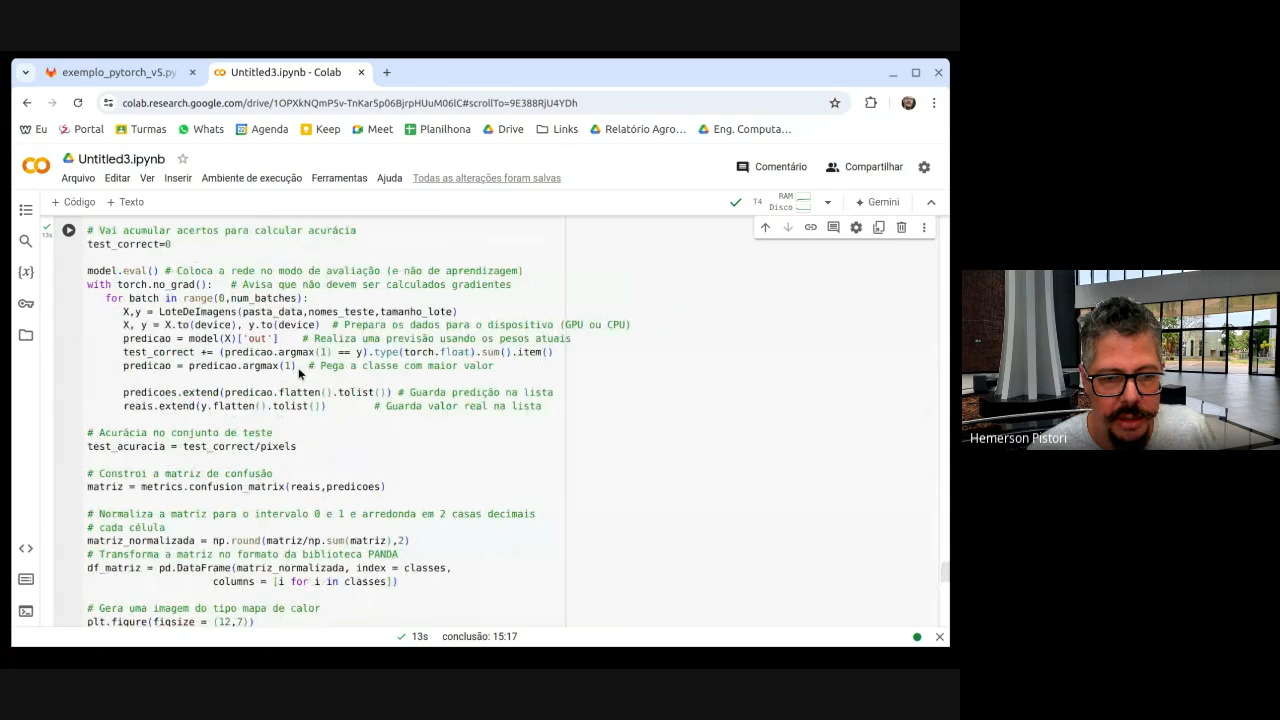 exemplo_pytorch_v5.py
Untitled3.ipynb - Colab
colab.research.google.com/drive/1OPXkNQmP5v-TnKar5p06BjrpHUuM06lC#scrollTo=9E388RjU4YDh
Eu Portal Turmas Whats Agenda Keep Meet Planilhona Drive Links Relatório Agro... Eng. Computa...
Untitled3.ipynb
Comentário Compartilhar
Arquivo Editar Ver Inserir Ambiente de execução Ferramentas Ajuda Todas as alterações foram salvas
+ Código + Texto T4 RAM Disco Gemini
13s
# Vai acumular acertos para calcular acurácia
test_correct=0
model.eval() # Coloca a rede no modo de avaliação (e não de aprendizagem)
with torch.no_grad():   # Avisa que não devem ser calculados gradientes
for batch in range(0,num_batches):
X,y = LoteDeImagens(pasta_data,nomes_teste,tamanho_lote)
X, y = X.to(device), y.to(device)  # Prepara os dados para o dispositivo (GPU ou CPU)
predicao = model(X)['out']    # Realiza uma previsão usando os pesos atuais
test_correct += (predicao.argmax(1) == y).type(torch.float).sum().item()
predicao = predicao.argmax(1)  # Pega a classe com maior valor
predicoes.extend(predicao.flatten().tolist()) # Guarda predição na lista
reais.extend(y.flatten().tolist())        # Guarda valor real na lista
# Acurácia no conjunto de teste
test_acuracia = test_correct/pixels
# Constroi a matriz de confusão
matriz = metrics.confusion_matrix(reais,predicoes)
# Normaliza a matriz para o intervalo 0 e 1 e arredonda em 2 casas decimais
# cada célula
matriz_normalizada = np.round(matriz/np.sum(matriz),2)
# Transforma a matriz no formato da biblioteca PANDA
df_matriz = pd.DataFrame(matriz_normalizada, index = classes,
columns = [i for i in classes])
# Gera uma imagem do tipo mapa de calor
plt.figure(figsize = (12,7))
13s conclusão: 15:17
Hemerson Pistori